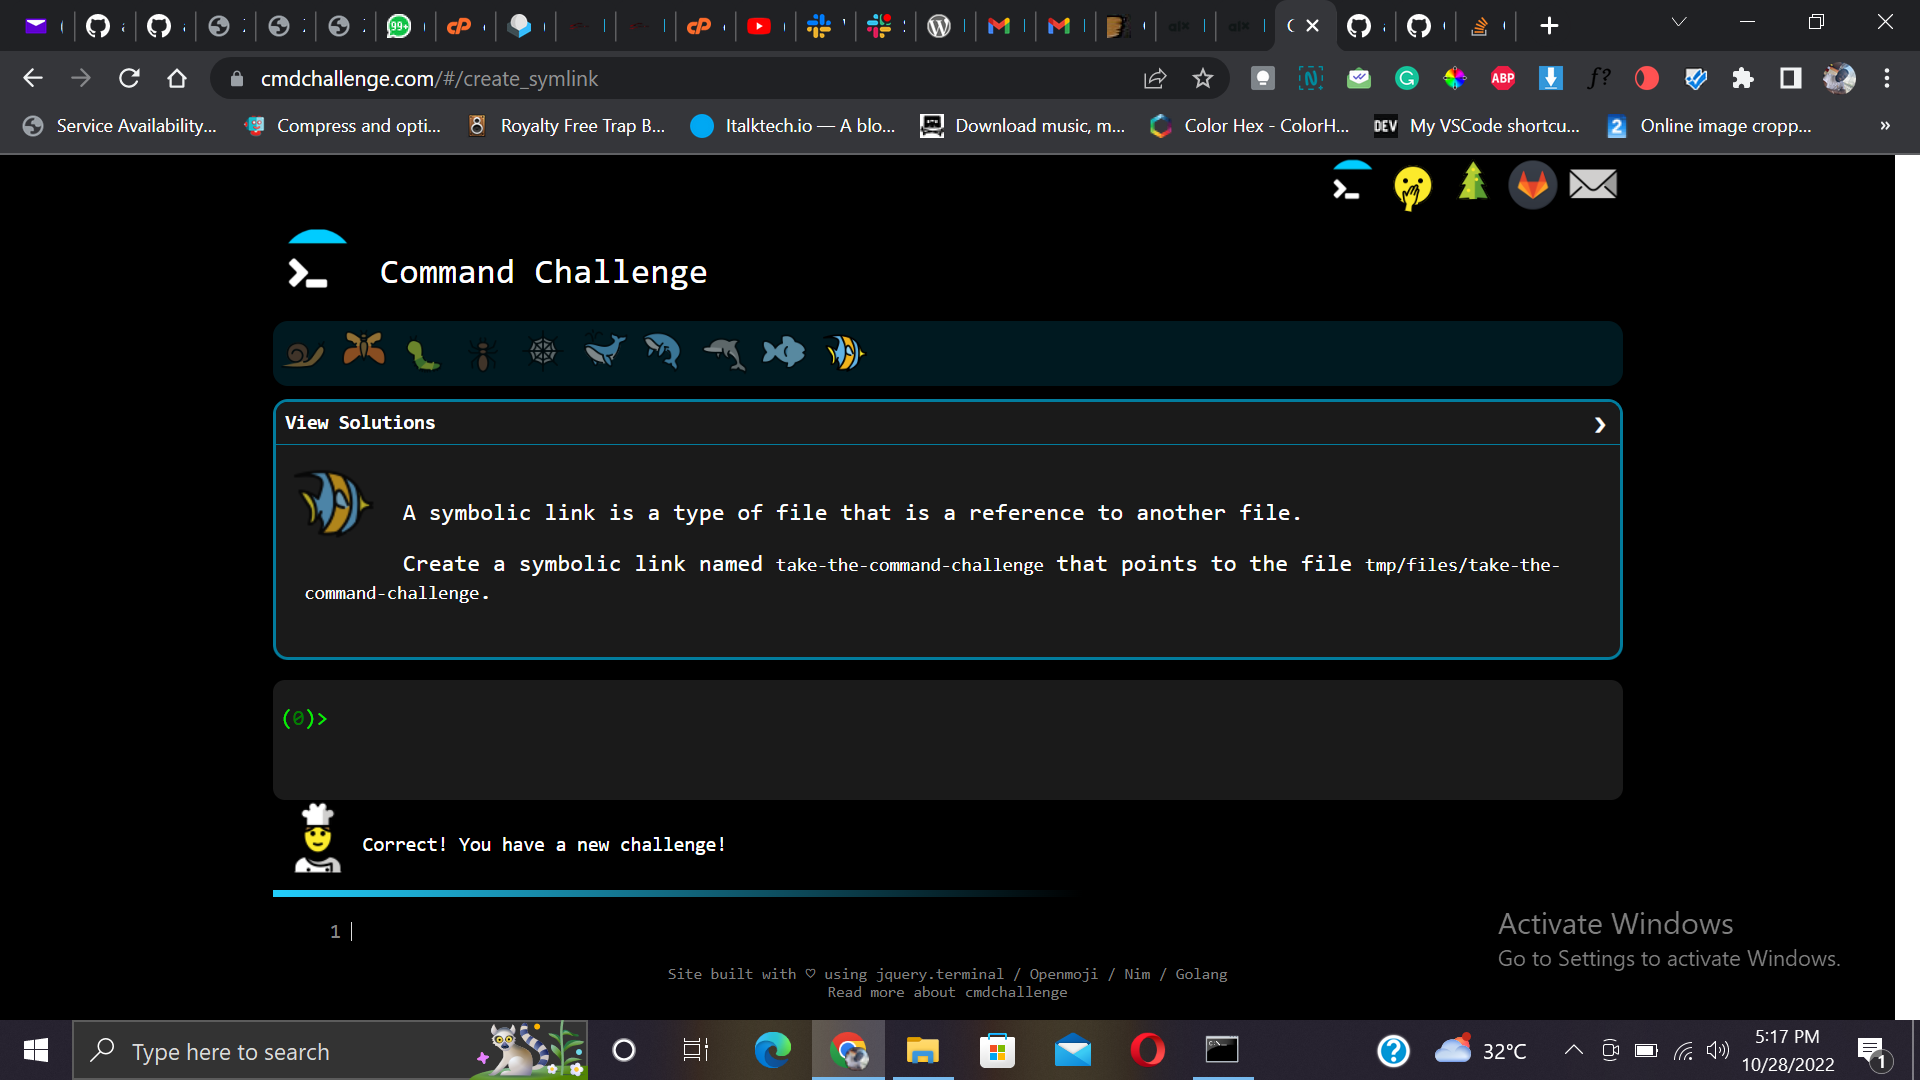 99+
cmdchallenge.com/#/create_symlink
ABP
f?
Service Availability...
Compress and opti...
Royalty Free Trap B...
Italktech.io — A blo...
Download music, m...
Color Hex - ColorH...
DEV
My VSCode shortcu...
2
Online image cropp...
»
Command Challenge
View Solutions
A symbolic link is a type of file that is a reference to another file.
Create a symbolic link named take-the-command-challenge that points to the file tmp/files/take-the-
command-challenge.
(0)>
Correct! You have a new challenge!
1
Activate Windows
Go to Settings to activate Windows.
Site built with ♡ using jquery.terminal / Openmoji / Nim / Golang
Read more about cmdchallenge
Type here to search
32°C
5:17 PM
10/28/2022
1